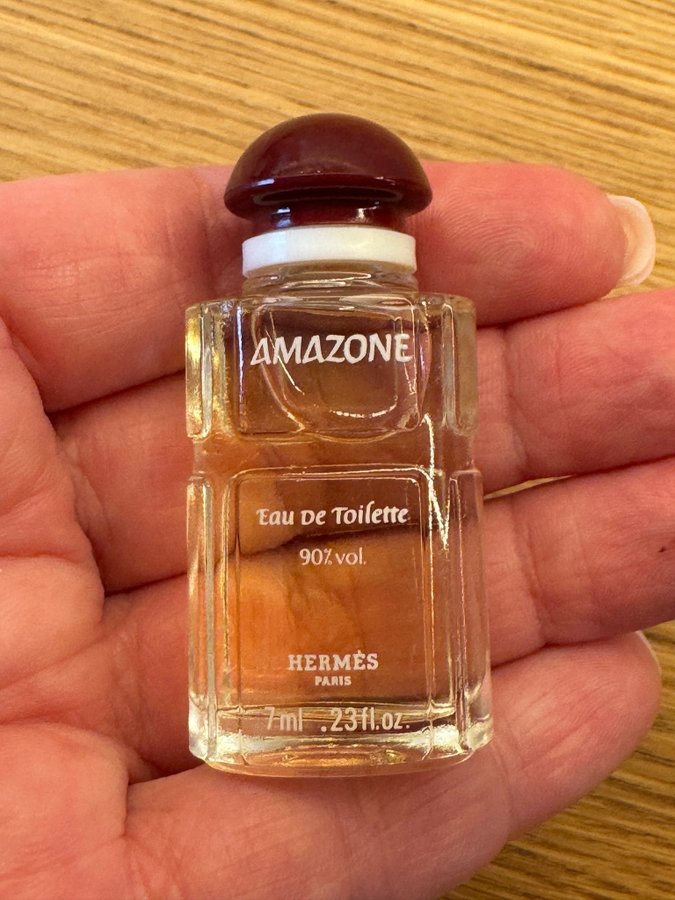 AMAZONE
Eau De Toilette
90% vol.
HERMÈS
PARIS
7ml .23fl.oz.